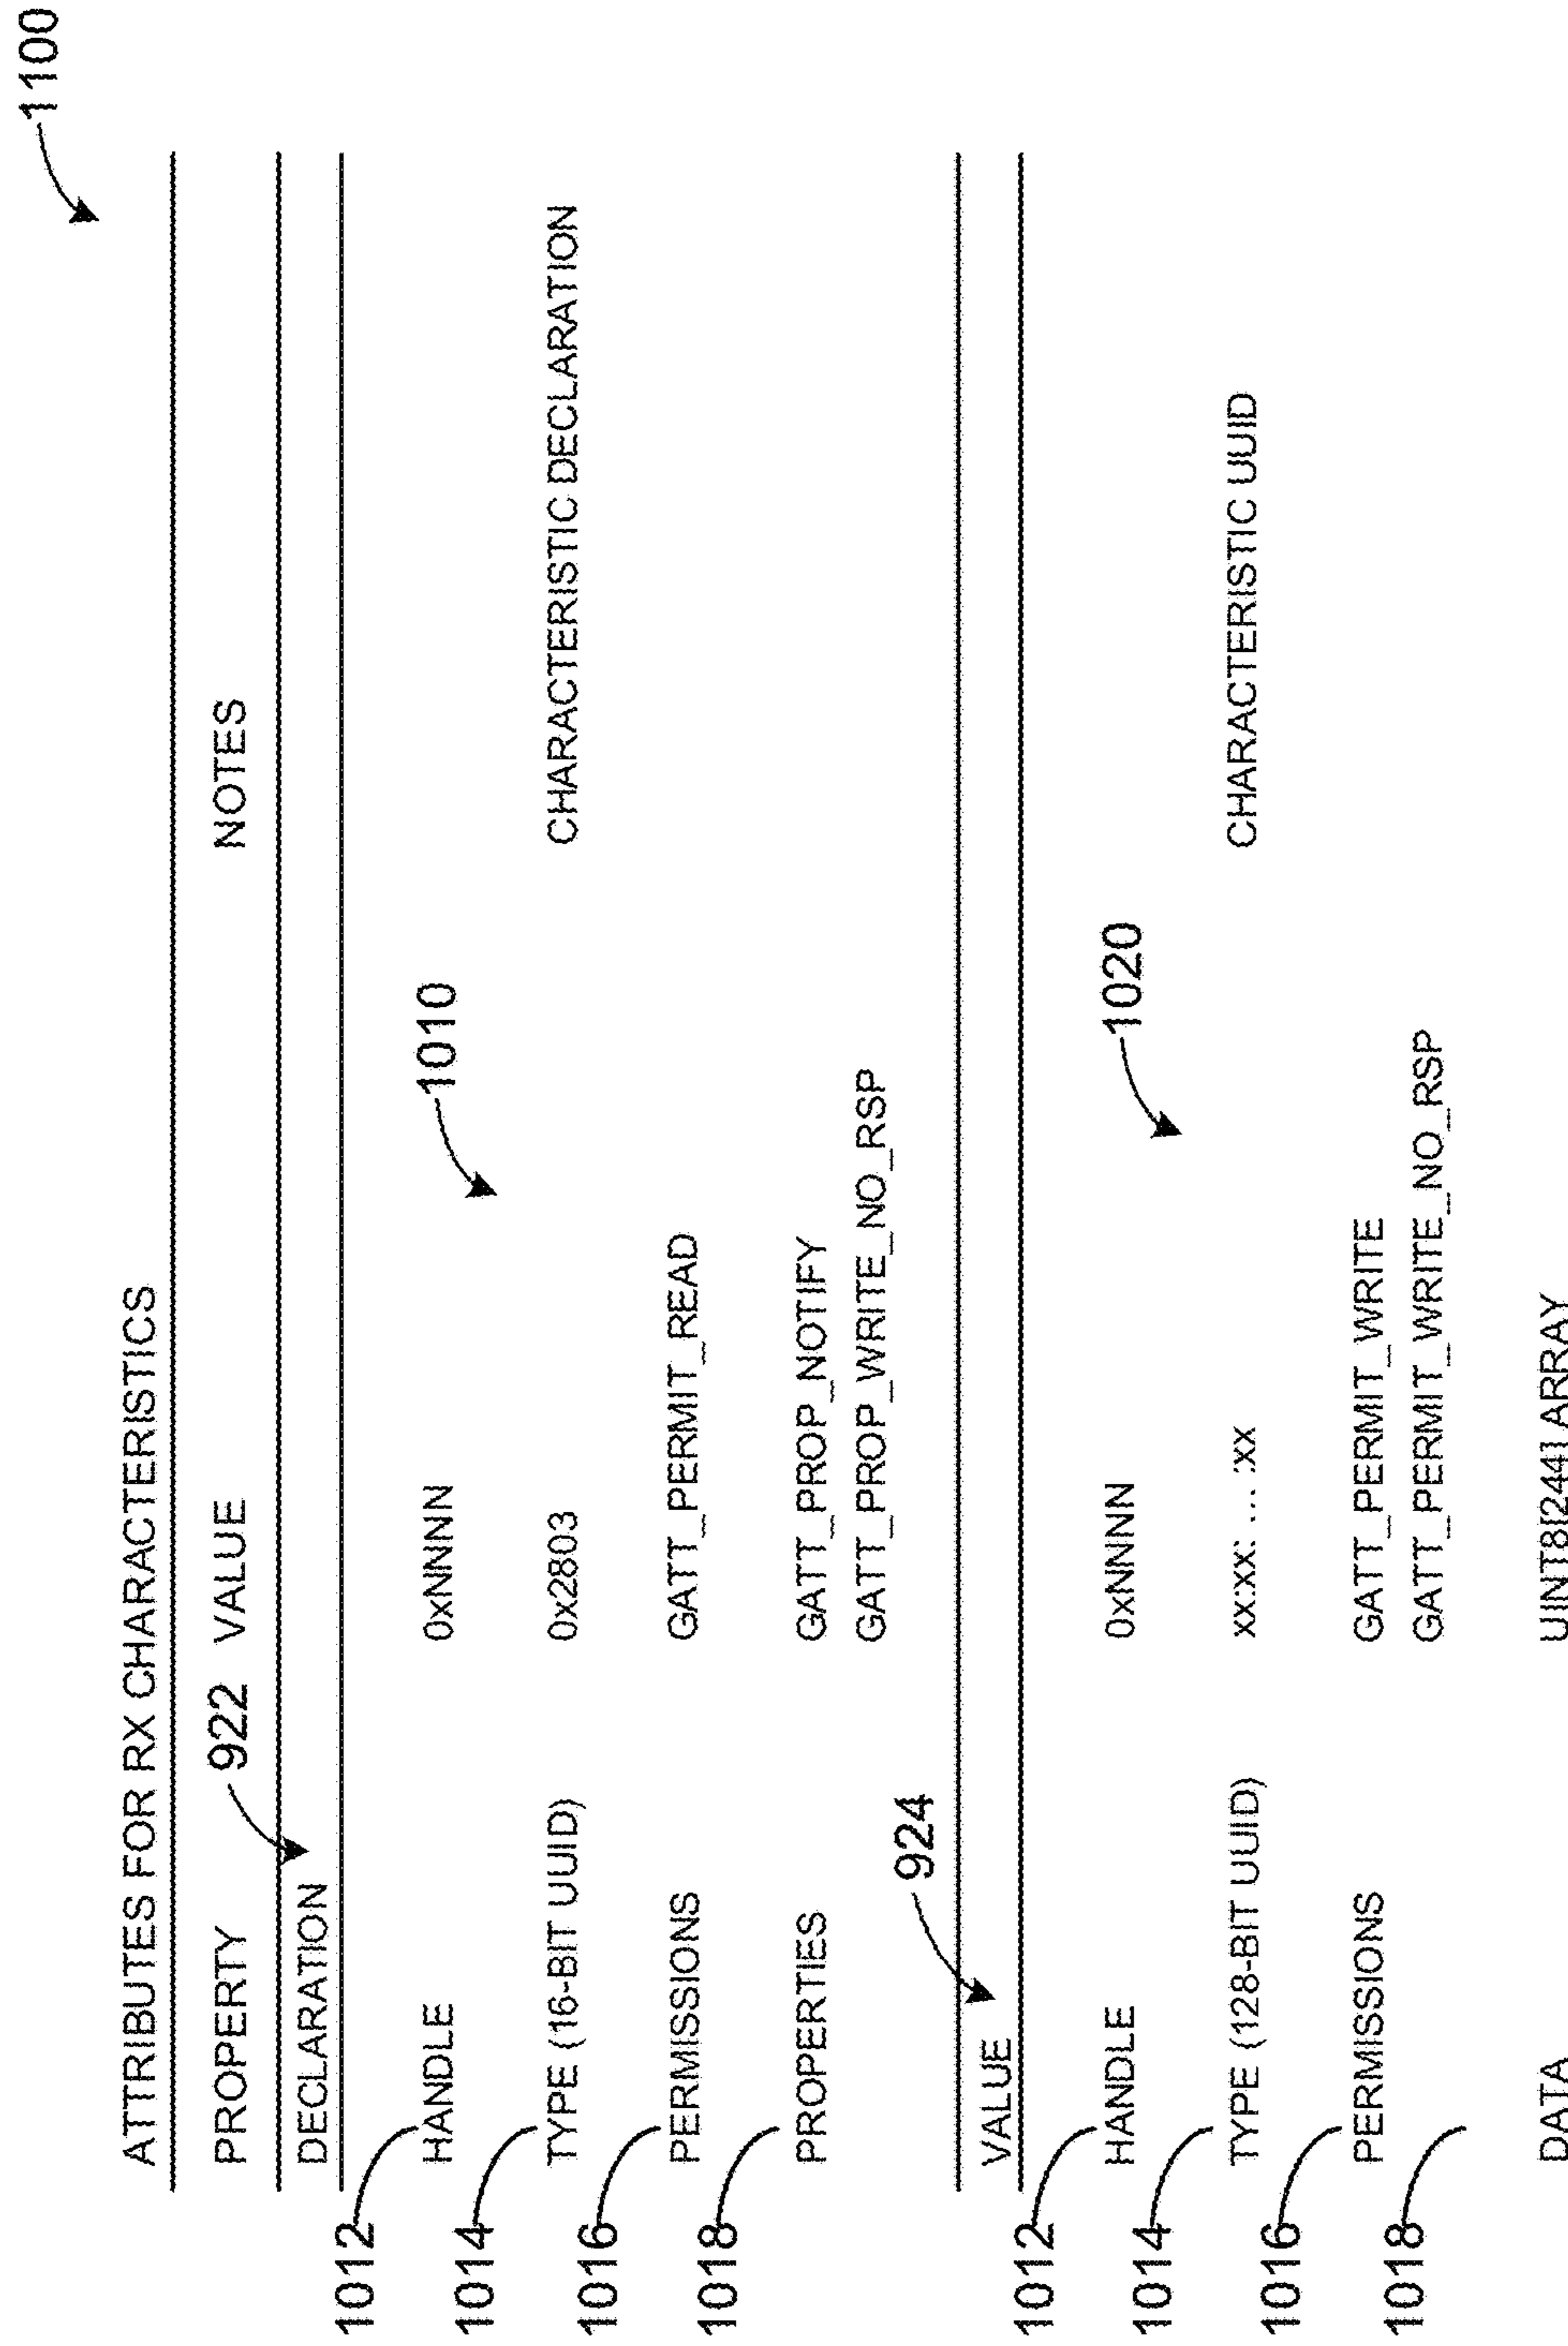 1100
ATTRIBUTES FOR RX CHARACTERISTICS
PROPERTY 922 VALUE NOTES
DECLARATION
1012 HANDLE 0xNNNN 1010
1014 TYPE (16-BIT UUID) 0x2803 CHARACTERISTIC DECLARATION
1016 PERMISSIONS GATT_PERMIT_READ
1018 PROPERTIES GATT_PROP_NOTIFY
GATT_PROP_WRITE_NO_RSP
924
VALUE
1012 HANDLE 0xNNNN 1020
1014 TYPE (128-BIT UUID) xx:xx: ... :xx CHARACTERISTIC UUID
1016 PERMISSIONS GATT_PERMIT_WRITE
GATT_PERMIT_WRITE_NO_RSP
1018
DATA UINT8[244] ARRAY